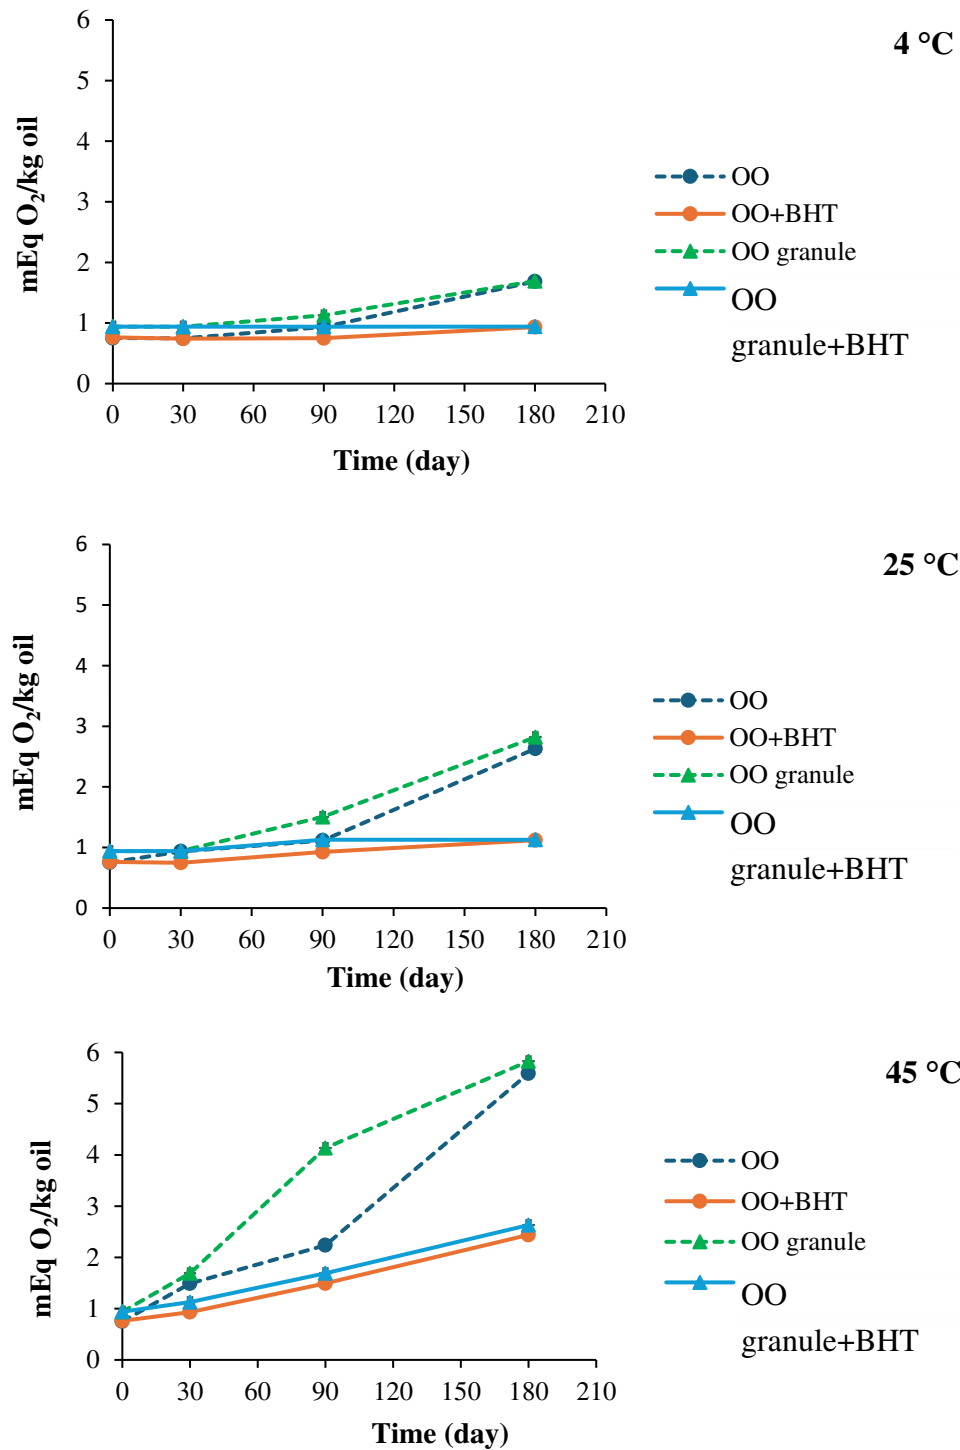 4 °C
mEq O₂/kg oil
6
5
4
3
2
1
0
0 30 60 90 120 150 180 210
Time (day)
OO
OO+BHT
OO granule
OO
granule+BHT
25 °C
mEq O₂/kg oil
6
5
4
3
2
1
0
0 30 60 90 120 150 180 210
Time (day)
OO
OO+BHT
OO granule
OO
granule+BHT
45 °C
mEq O₂/kg oil
6
5
4
3
2
1
0
0 30 60 90 120 150 180 210
Time (day)
OO
OO+BHT
OO granule
OO
granule+BHT